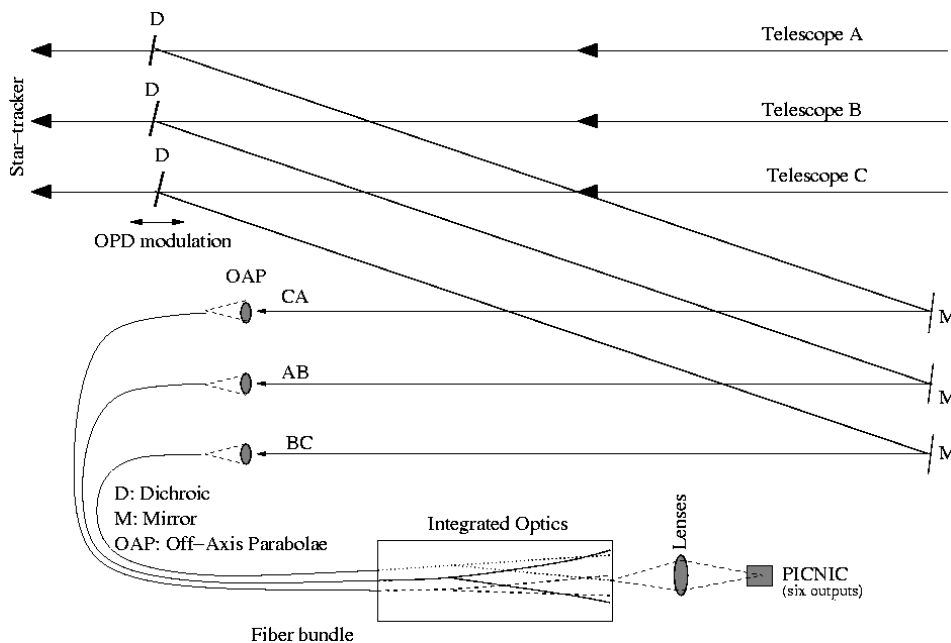 D
Telescope A
D
Telescope B
Star-tracker
D
Telescope C
OPD modulation
OAP
CA
M
AB
M
BC
M
D: Dichroic
M: Mirror
OAP: Off-Axis Parabolae
Integrated Optics
Lenses
PICNIC
(six outputs)
Fiber bundle